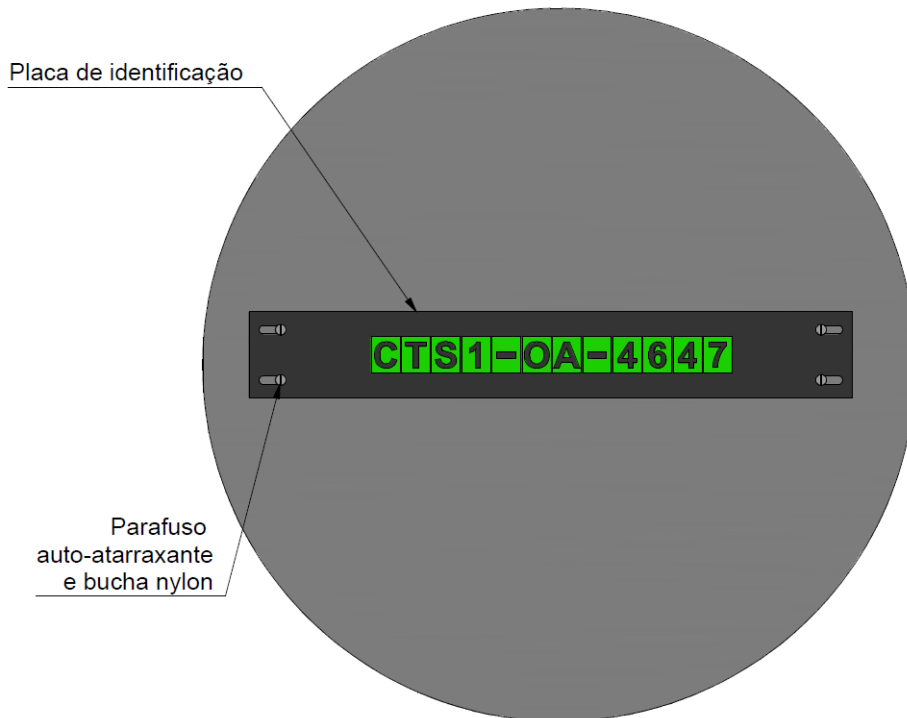 Placa de identificação
CTS1-OA-4647
Parafuso
auto-atarraxante
e bucha nylon